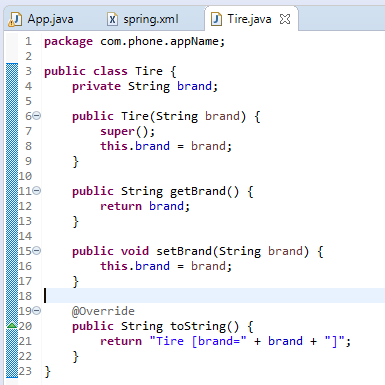 App.java spring.xml Tire.java
1 package com.phone.appName;
2
3 public class Tire {
4     private String brand;
5
6     public Tire(String brand) {
7         super();
8         this.brand = brand;
9     }
10
11     public String getBrand() {
12         return brand;
13     }
14
15     public void setBrand(String brand) {
16         this.brand = brand;
17     }
18
19     @Override
20     public String toString() {
21         return "Tire [brand=" + brand + "]";
22     }
23 }